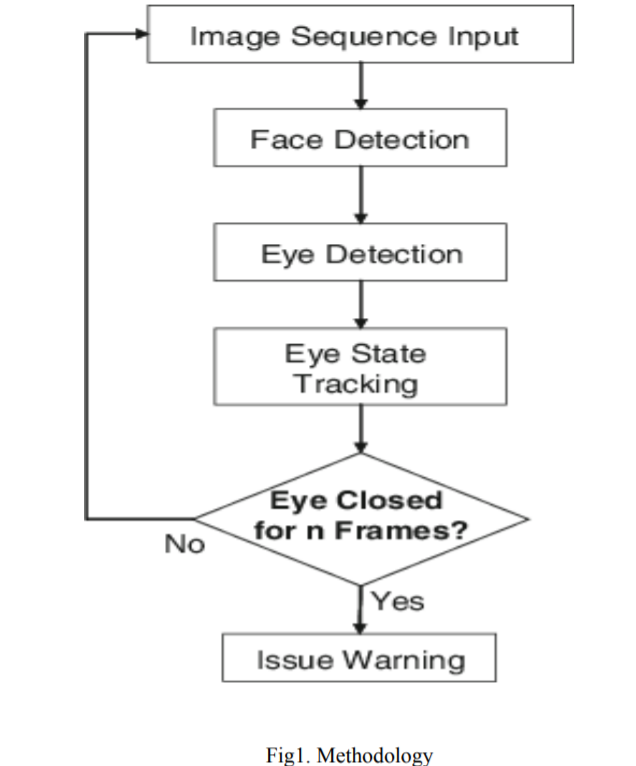 Image Sequence Input
Face Detection
Eye Detection
Eye State
Tracking
Eye Closed
for n Frames?
No
Yes
Issue Warning
Fig1. Methodology